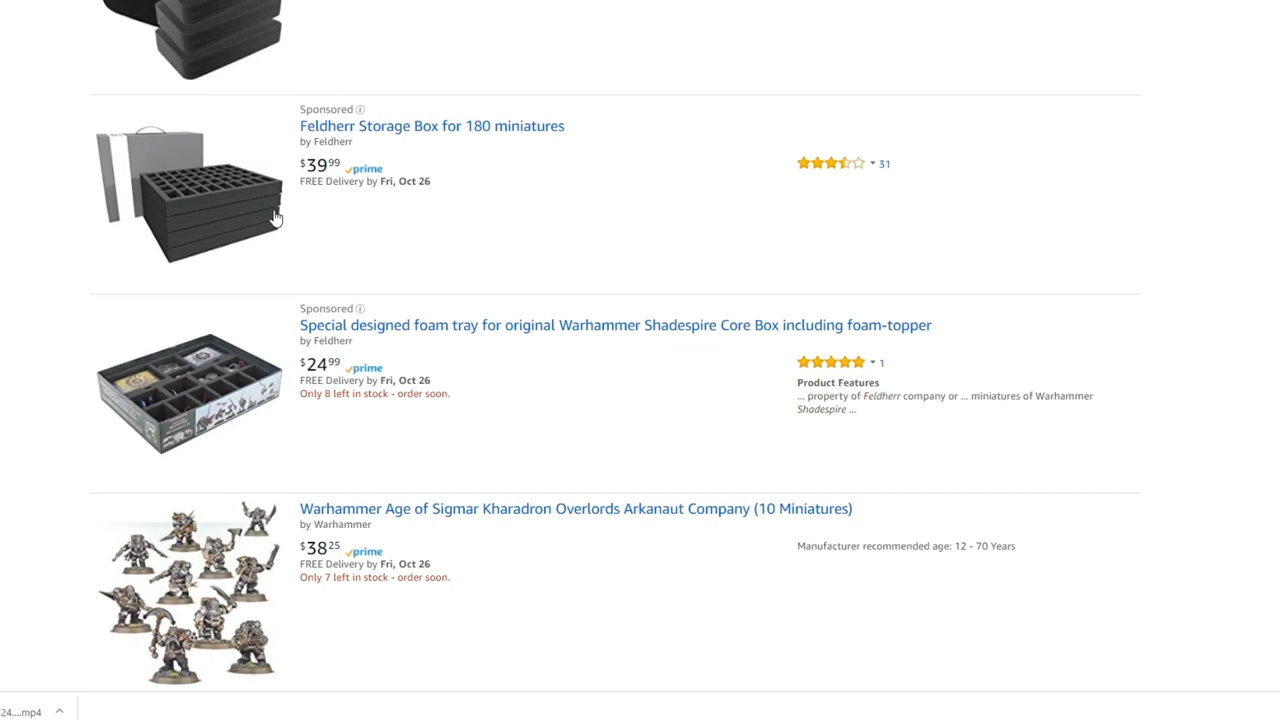 Sponsored
Feldherr Storage Box for 180 miniatures
by Feldherr
$39 99 prime
FREE Delivery by Fri, Oct 26
31
Sponsored
Special designed foam tray for original Warhammer Shadespire Core Box including foam-topper
by Feldherr
$24 99 prime
FREE Delivery by Fri, Oct 26
Only 8 left in stock - order soon.
1
Product Features
... property of Feldherr company or ... miniatures of Warhammer
Shadespire ...
Warhammer Age of Sigmar Kharadron Overlords Arkanaut Company (10 Miniatures)
by Warhammer
$38 25 prime
FREE Delivery by Fri, Oct 26
Only 7 left in stock - order soon.
Manufacturer recommended age: 12 - 70 Years
24....mp4